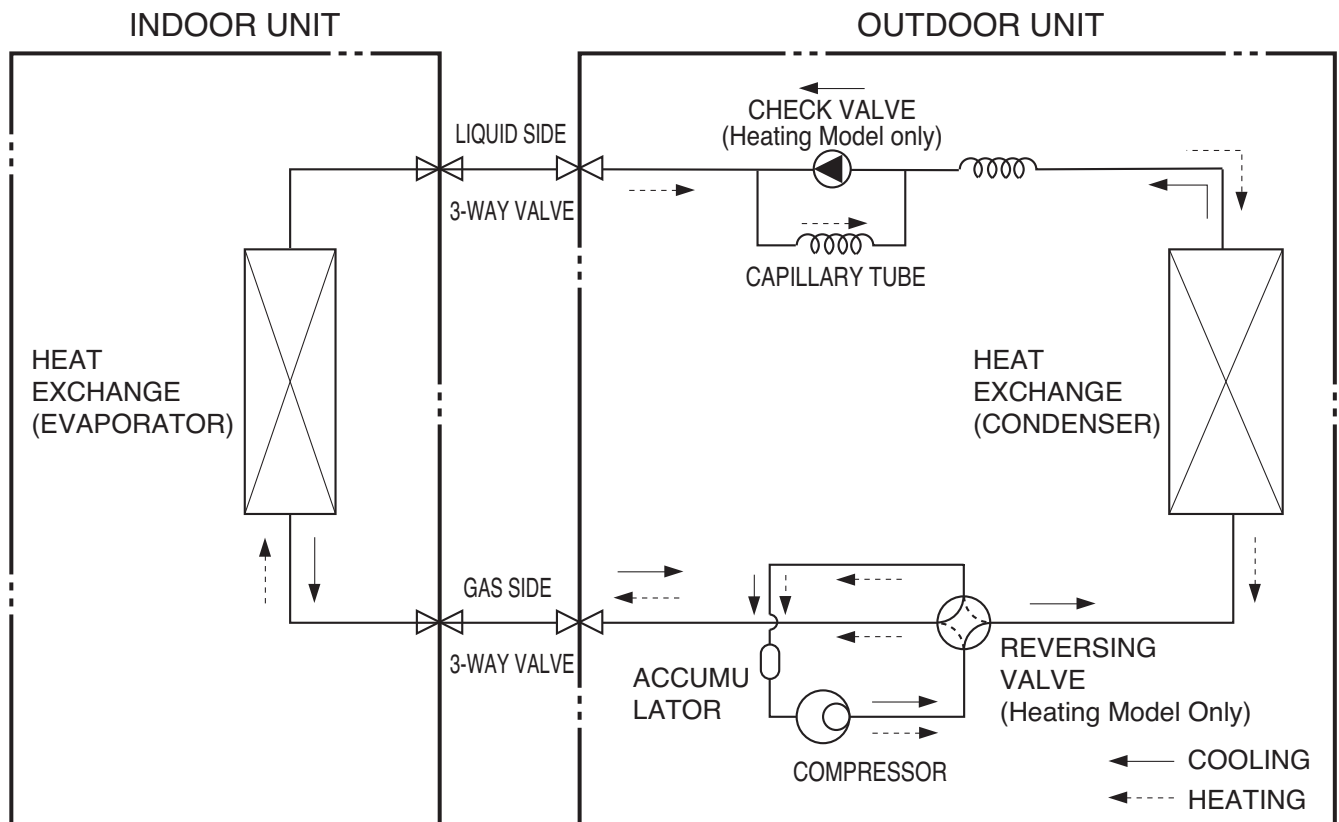 INDOOR UNIT
OUTDOOR UNIT
LIQUID SIDE
3-WAY VALVE
CHECK VALVE
(Heating Model only)
CAPILLARY TUBE
HEAT
EXCHANGE
(EVAPORATOR)
HEAT
EXCHANGE
(CONDENSER)
GAS SIDE
3-WAY VALVE
ACCUMU
LATOR
COMPRESSOR
REVERSING
VALVE
(Heating Model Only)
COOLING
HEATING